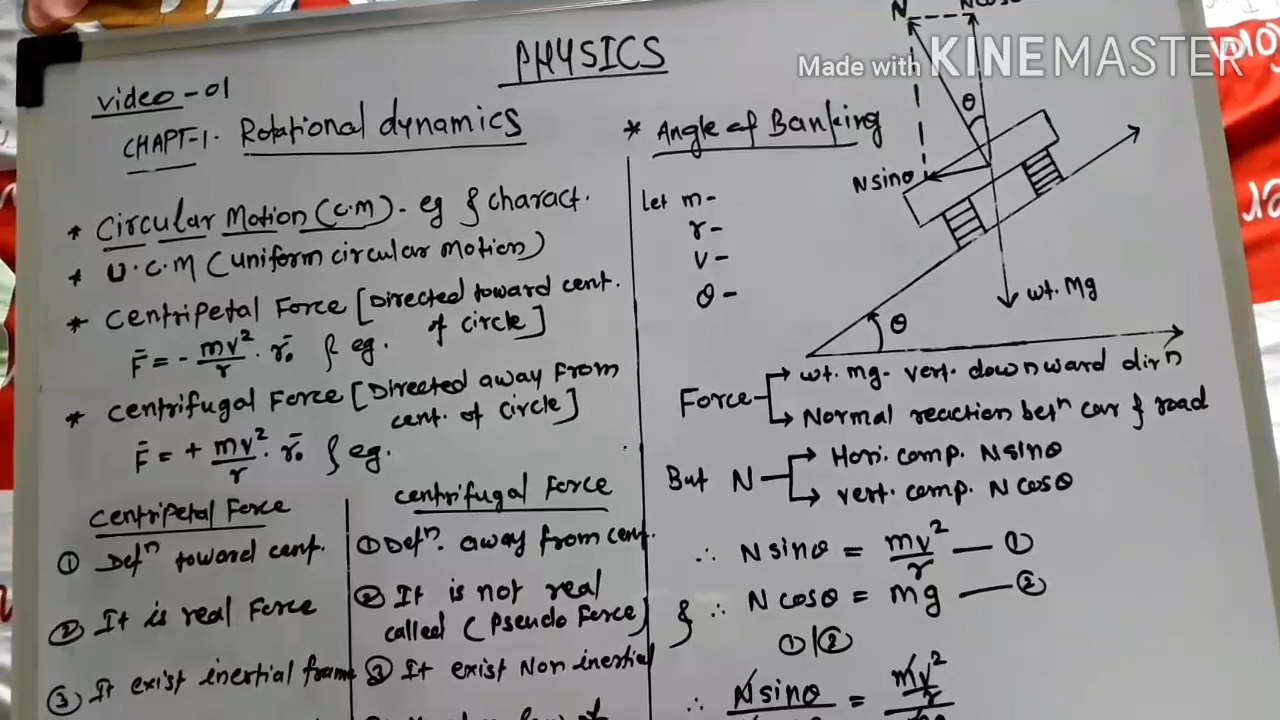 PHYSICS
Made with KINEMASTER
video-01
CHAPT-1. Rotational dynamics
* Circular Motion (C.M) - eg & charact.
* U.C.M (uniform circular motion)
* Centripetal Force [Directed toward cent.
of circle]
F̄ = - mv²/r . r̄₀ & eg.
* Centrifugal Force [Directed away from
cent. of circle]
F̄ = + mv²/r . r̄₀ & eg.
Centripetal Force
① Defⁿ toward cent.
② It is real Force
③ It exist inertial frame
centrifugal Force
① Defⁿ. away from cent.
② It is not real
called (Pseudo Force)
③ It exist Non inertial
* Angle of Banking
Let m-
r-
v-
θ-
N
N cosθ
θ
N sinθ
wt. Mg
θ
Force
wt. mg - vert. downward dirⁿ
Normal reaction betⁿ car & road
But N
Hori. comp. N sinθ
vert. comp. N cosθ
∴ N sinθ = mv²/r — ①
& ∴ N cosθ = mg — ②
①/②
∴ N sinθ = mv²/r